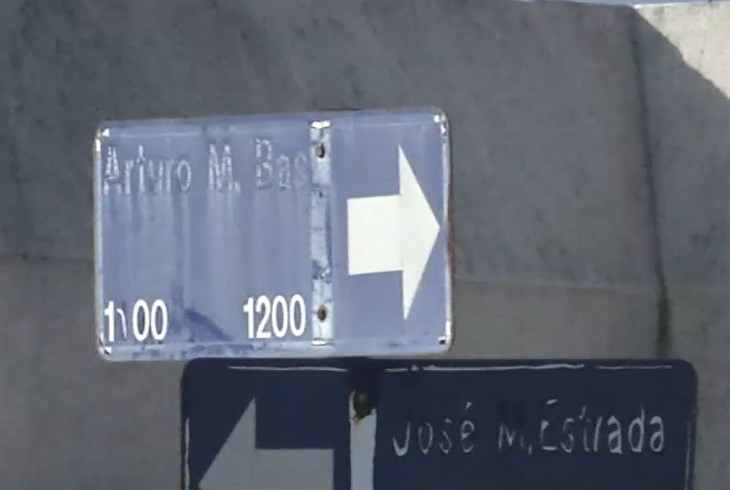 Arturo M. Bas
1100 1200
José M. Estrada